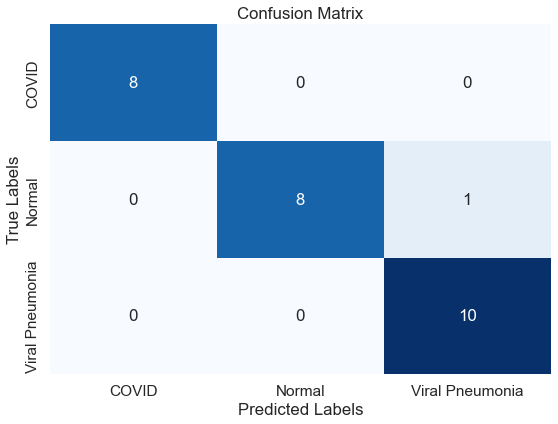 Confusion Matrix
True Labels
COVID
8 0 0
Normal
0 8 1
Viral Pneumonia
0 0 10
COVID Normal Viral Pneumonia
Predicted Labels